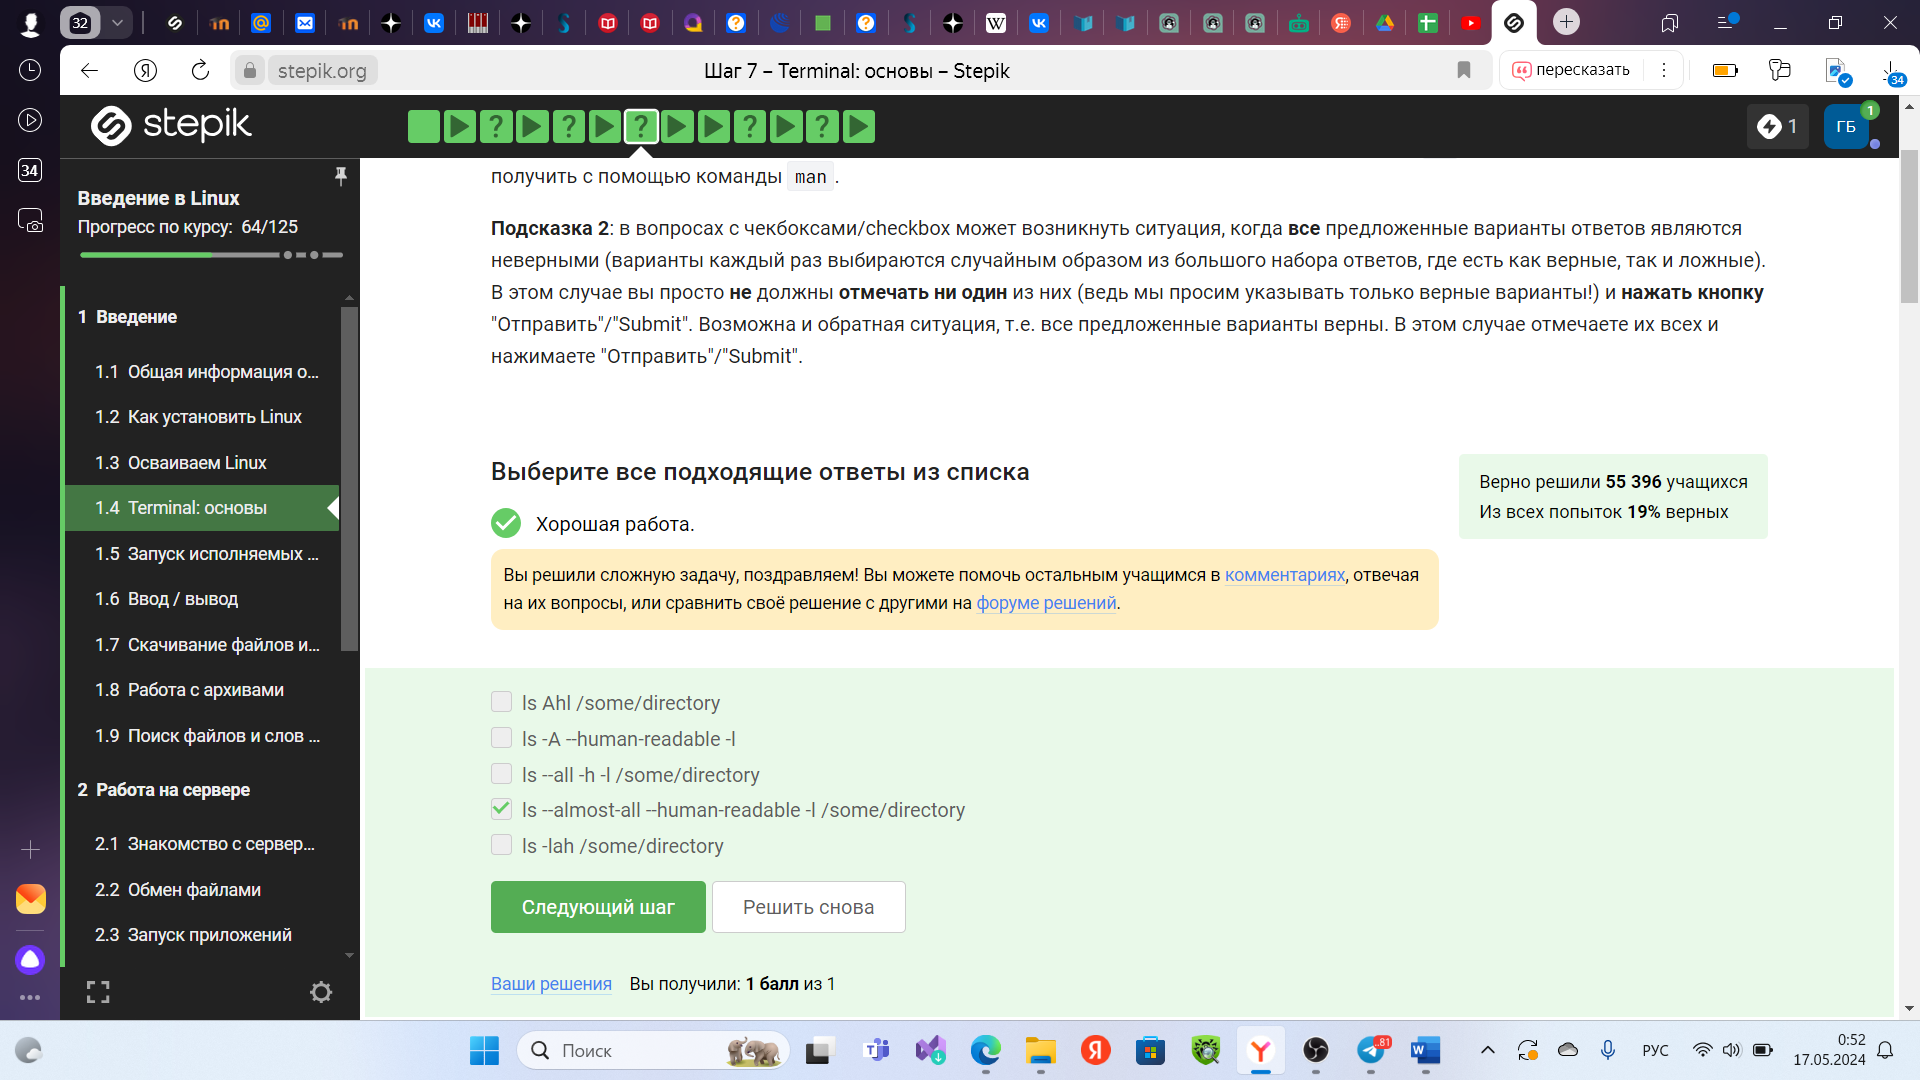 32
stepik.org
Шаг 7 – Terminal: основы – Stepik
пересказать
34
stepik
1
ГБ
1
34
Введение в Linux
Прогресс по курсу: 64/125
1 Введение
1.1 Общая информация о...
1.2 Как установить Linux
1.3 Осваиваем Linux
1.4 Terminal: основы
1.5 Запуск исполняемых ...
1.6 Ввод / вывод
1.7 Скачивание файлов и...
1.8 Работа с архивами
1.9 Поиск файлов и слов ...
2 Работа на сервере
2.1 Знакомство с сервер...
2.2 Обмен файлами
2.3 Запуск приложений
получить с помощью команды man .
Подсказка 2: в вопросах с чекбоксами/checkbox может возникнуть ситуация, когда все предложенные варианты ответов являются
неверными (варианты каждый раз выбираются случайным образом из большого набора ответов, где есть как верные, так и ложные).
В этом случае вы просто не должны отмечать ни один из них (ведь мы просим указывать только верные варианты!) и нажать кнопку
"Отправить"/"Submit". Возможна и обратная ситуация, т.е. все предложенные варианты верны. В этом случае отмечаете их всех и
нажимаете "Отправить"/"Submit".
Выберите все подходящие ответы из списка
Верно решили 55 396 учащихся
Из всех попыток 19% верных
Хорошая работа.
Вы решили сложную задачу, поздравляем! Вы можете помочь остальным учащимся в комментариях, отвечая
на их вопросы, или сравнить своё решение с другими на форуме решений.
ls Ahl /some/directory
ls -A --human-readable -l
ls --all -h -l /some/directory
ls --almost-all --human-readable -l /some/directory
ls -lah /some/directory
Следующий шаг
Решить снова
Ваши решения Вы получили: 1 балл из 1
Поиск
81
РУС
0:52
17.05.2024